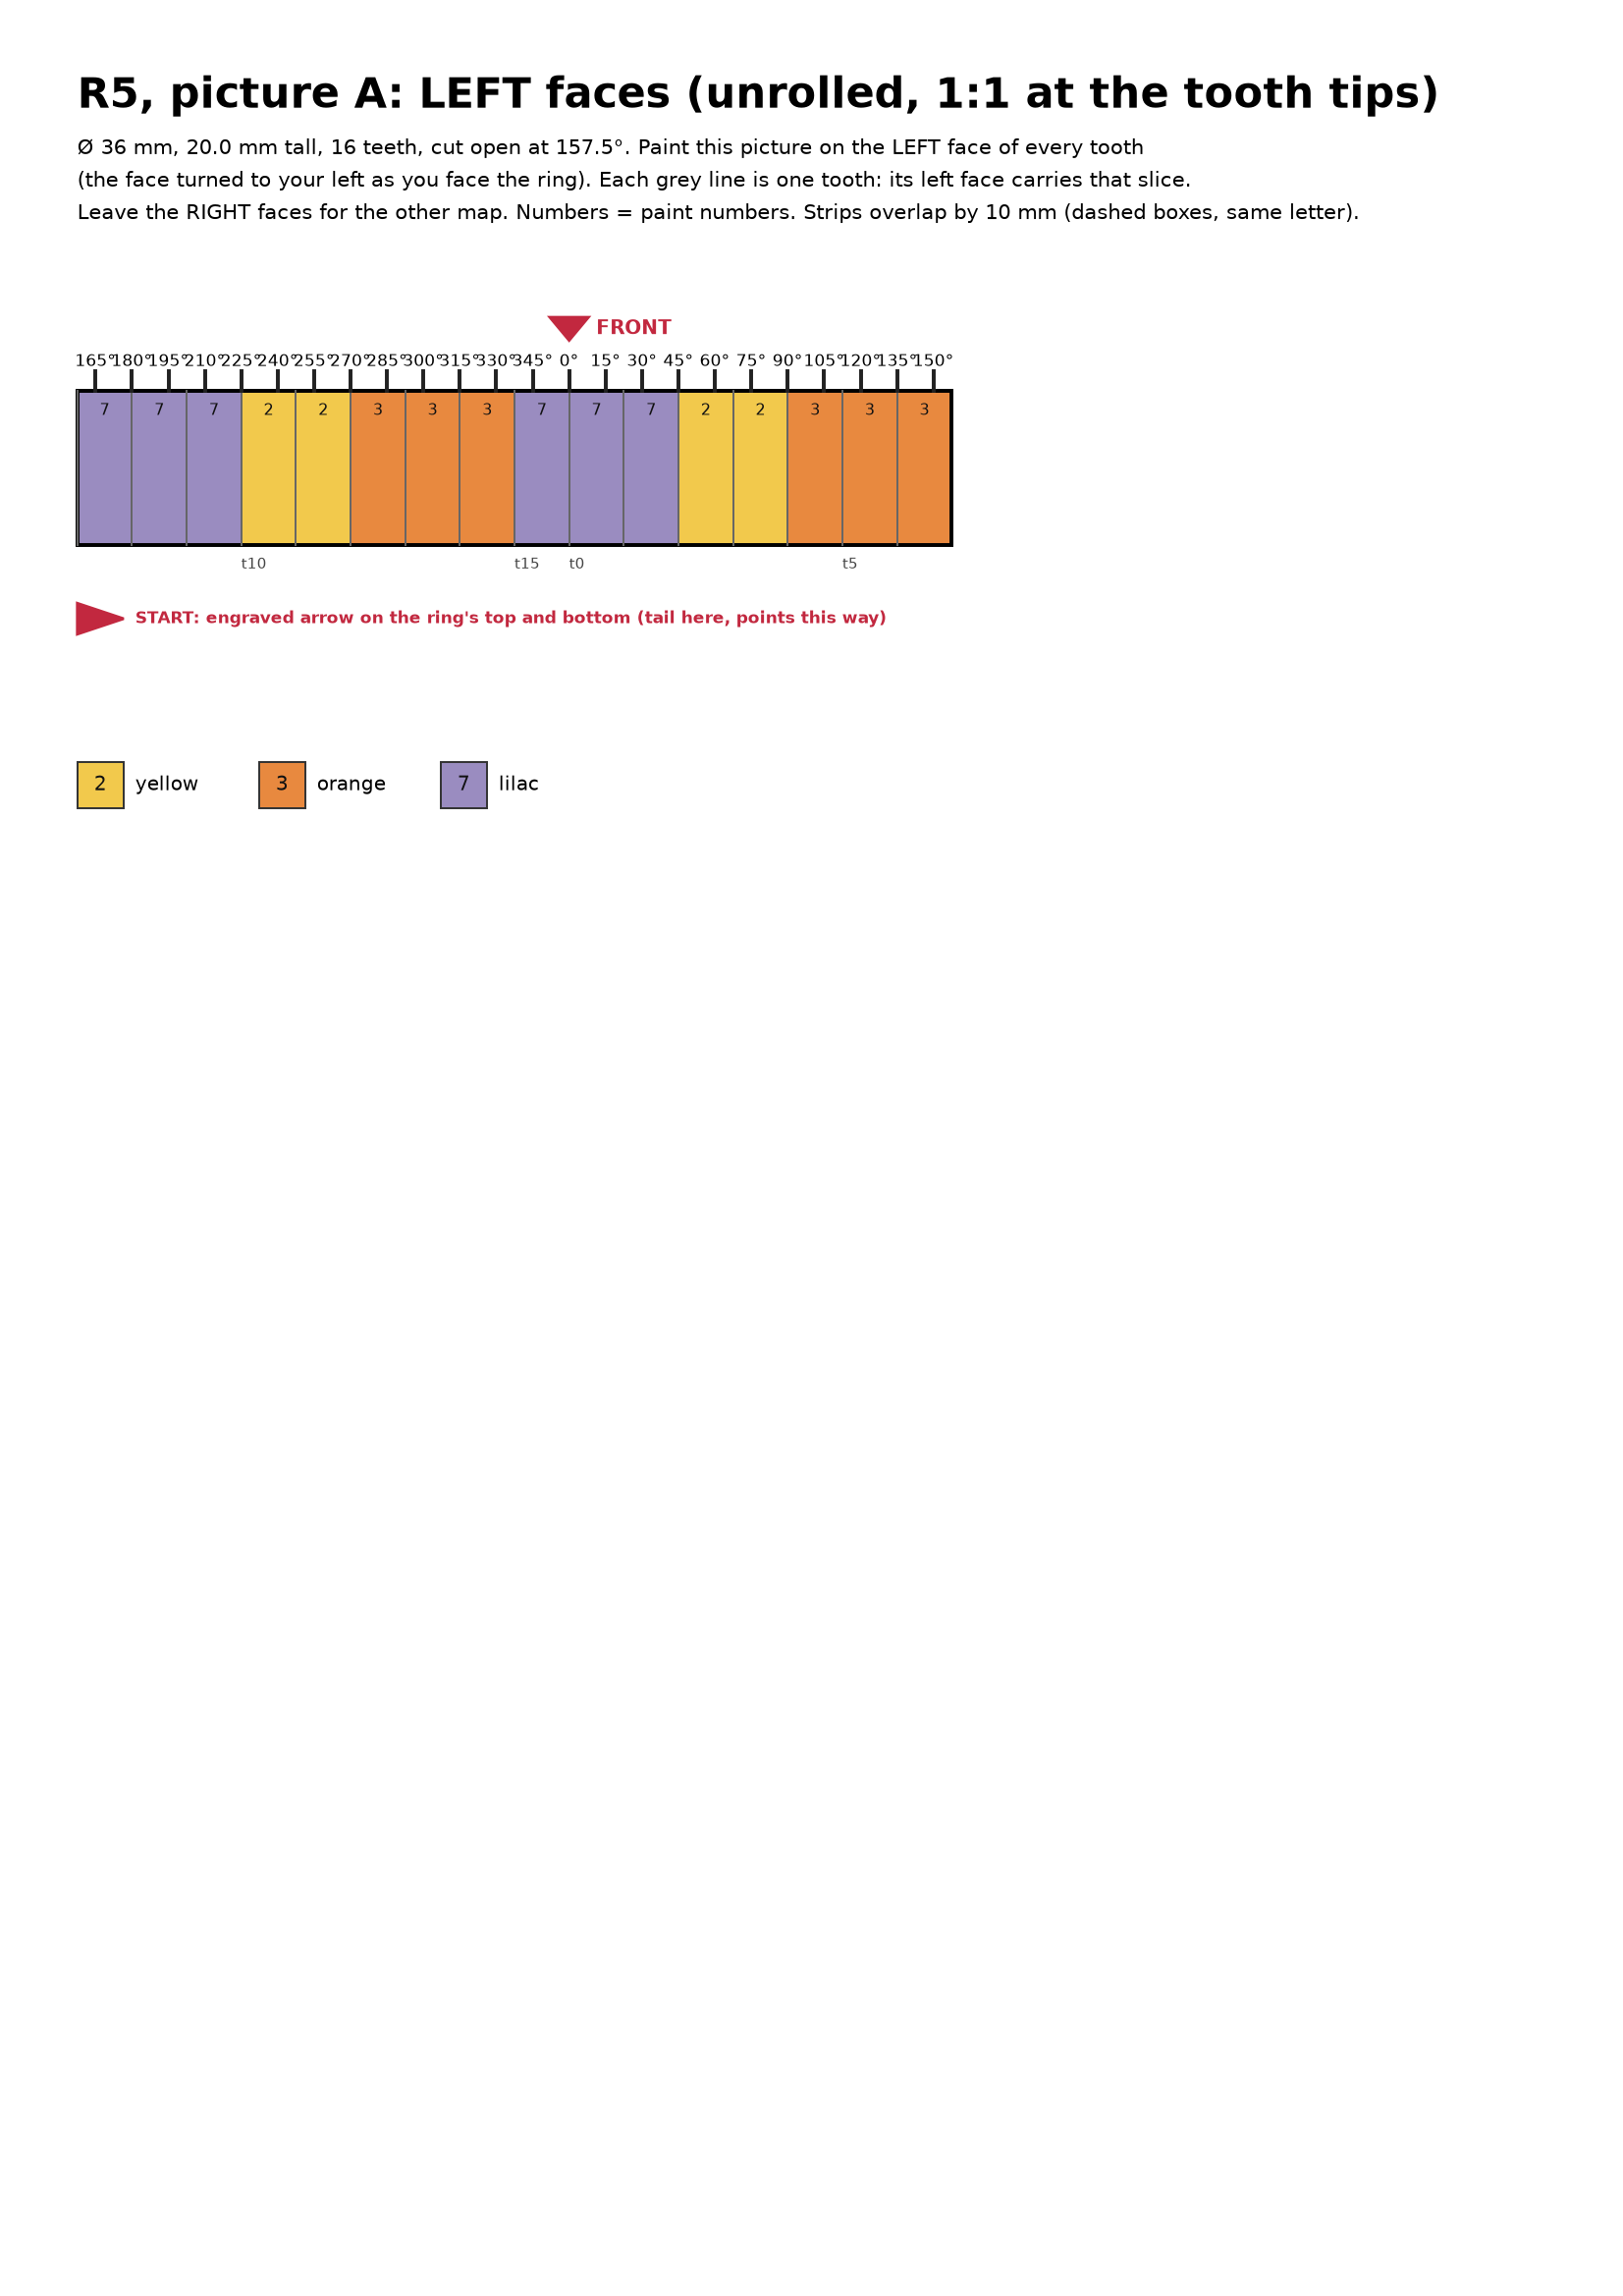 R5, picture A: LEFT faces (unrolled, 1:1 at the tooth tips)
Ø 36 mm, 20.0 mm tall, 16 teeth, cut open at 157.5°. Paint this picture on the LEFT face of every tooth
(the face turned to your left as you face the ring). Each grey line is one tooth: its left face carries that slice.
Leave the RIGHT faces for the other map. Numbers = paint numbers. Strips overlap by 10 mm (dashed boxes, same letter).
FRONT
165° 180° 195° 210° 225° 240° 255° 270° 285° 300° 315° 330° 345° 0° 15° 30° 45° 60° 75° 90° 105° 120° 135° 150°
7 7 7 2 2 3 3 3 7 7 7 2 2 3 3 3
t10 t15 t0 t5
START: engraved arrow on the ring's top and bottom (tail here, points this way)
2 yellow 3 orange 7 lilac